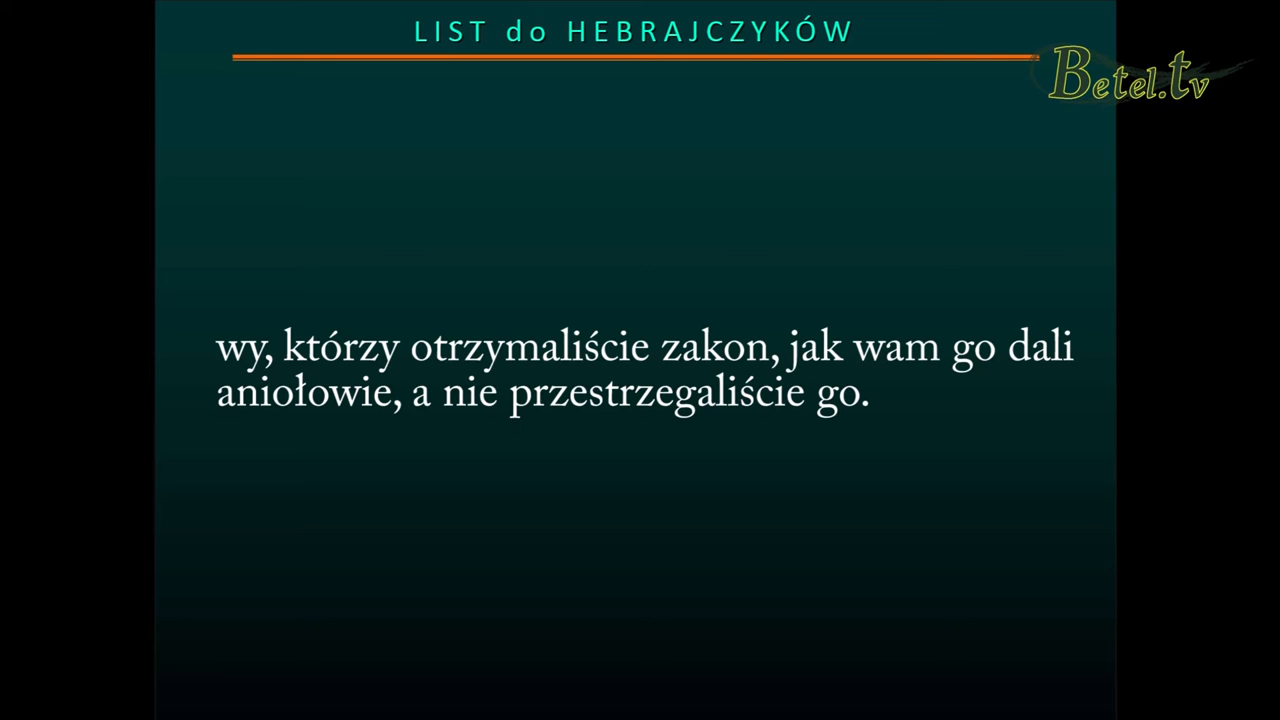 LIST do HEBRAJCZYKÓW
Betel.tv
wy, którzy otrzymaliście zakon, jak wam go dali
aniołowie, a nie przestrzegaliście go.